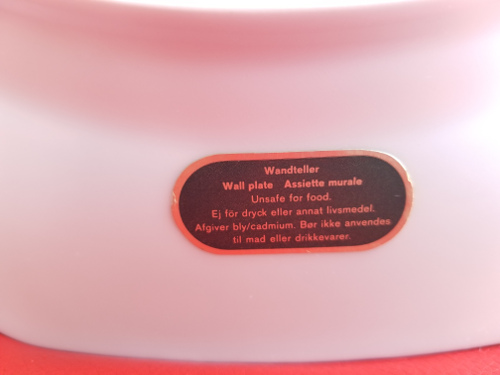 Wandteller
Wall plate Assiette murale
Unsafe for food.
Ej för dryck eller annat livsmedel.
Afgiver bly/cadmium. Bør ikke anvendes
til mad eller drikkevarer.